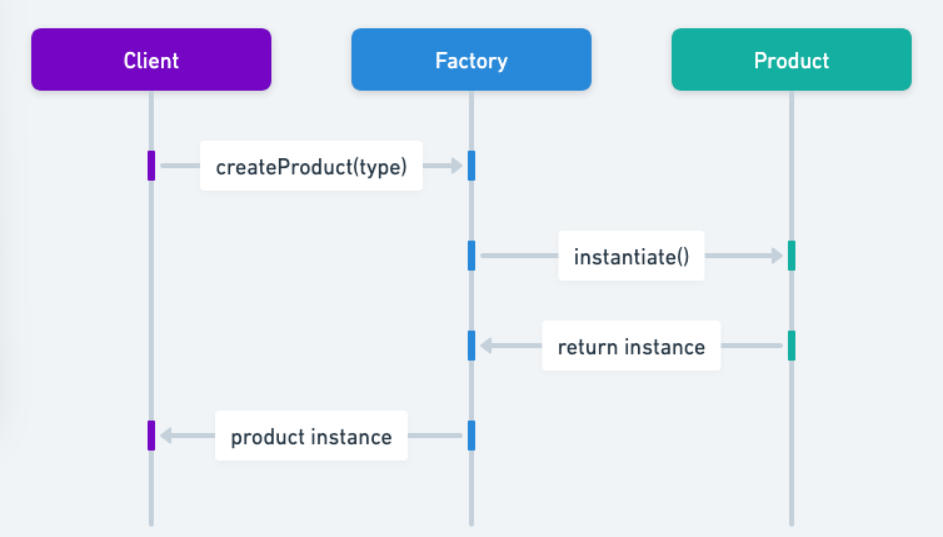 Client
Factory
Product
createProduct(type)
instantiate()
return instance
product instance